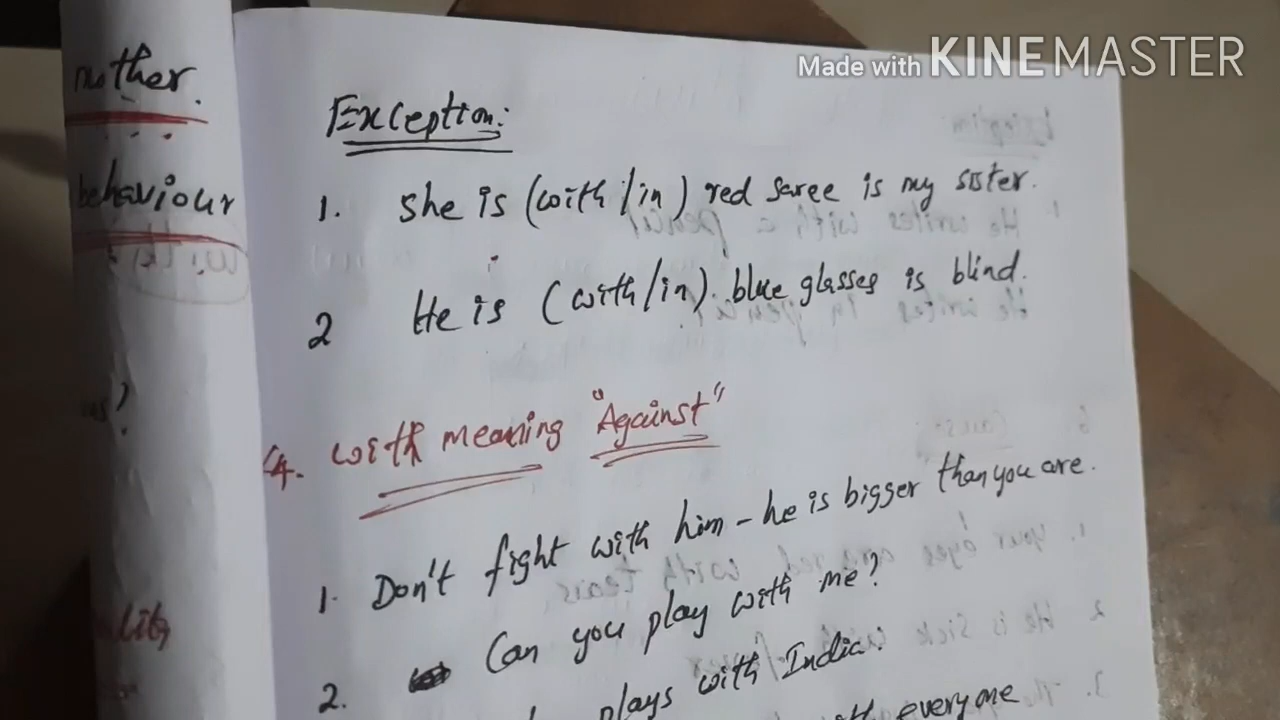 Made with KINEMASTER
mother.
behaviour
Exception:
1. She is (with/in) red saree is my sister.
2 He is (with/in). blue glasses is blind.
4. with meaning "Against"
1. Don't fight with him – he is bigger than you are.
2. Can you play with me?
plays with India.
everyone